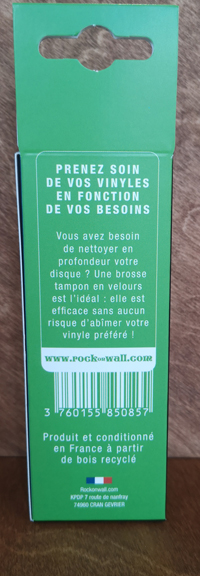 PRENEZ SOIN
DE VOS VINYLES
EN FONCTION
DE VOS BESOINS
Vous avez besoin
de nettoyer en
profondeur votre
disque ? Une brosse
tampon en velours
est l'idéal : elle est
efficace sans aucun
risque d'abîmer votre
vinyle préféré !
www.rockonwall.com
3 760155 850857
Produit et conditionné
en France à partir
de bois recyclé
Rockonwall.com
KPDP 7 route de nanfray
74960 CRAN GEVRIER